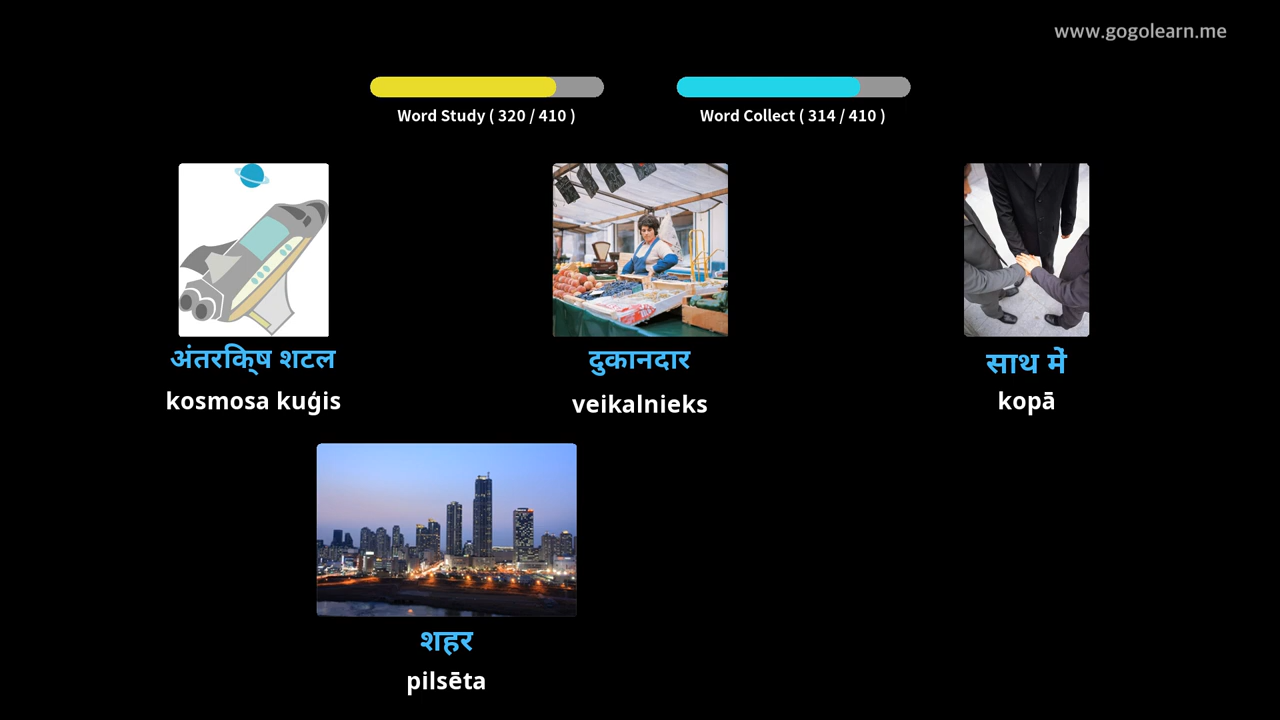 www.gogolearn.me
Word Study ( 320 / 410 )
Word Collect ( 314 / 410 )
अंतरिक्ष शटल
kosmosa kuģis
दुकानदार
veikalnieks
साथ में
kopā
शहर
pilsēta